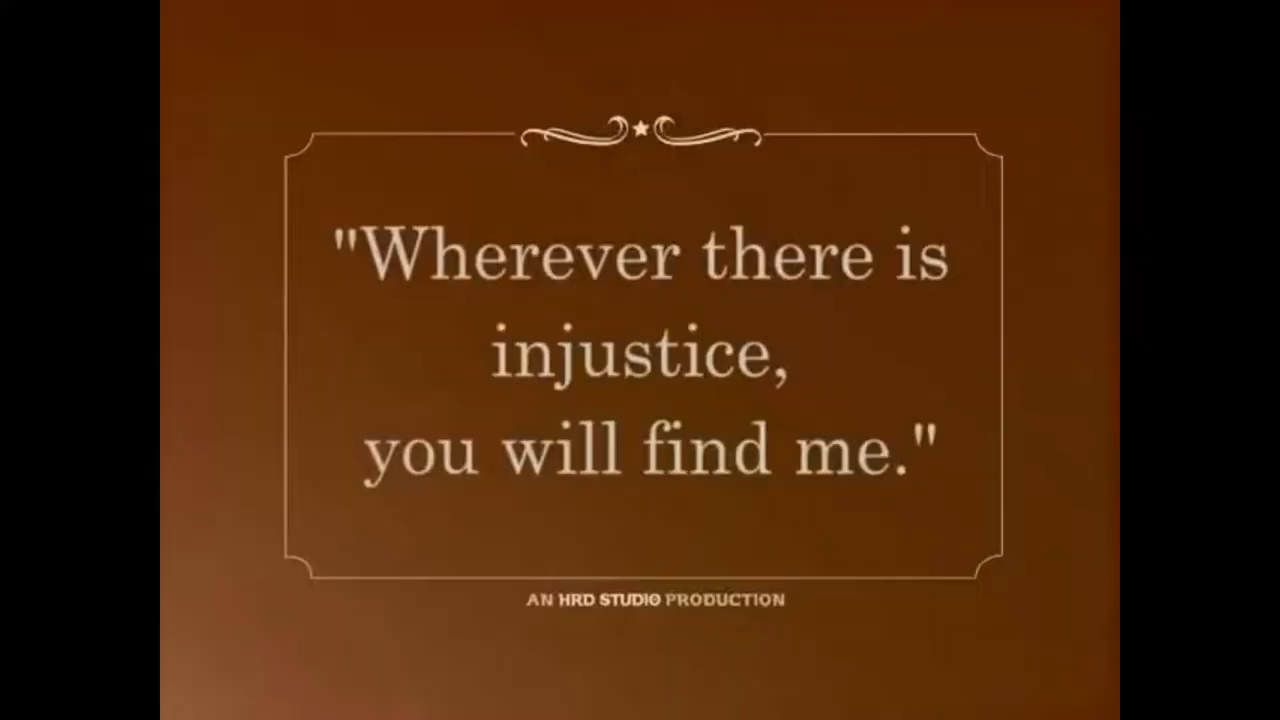 "Wherever there is
injustice,
you will find me."
AN HRD STUDIO PRODUCTION